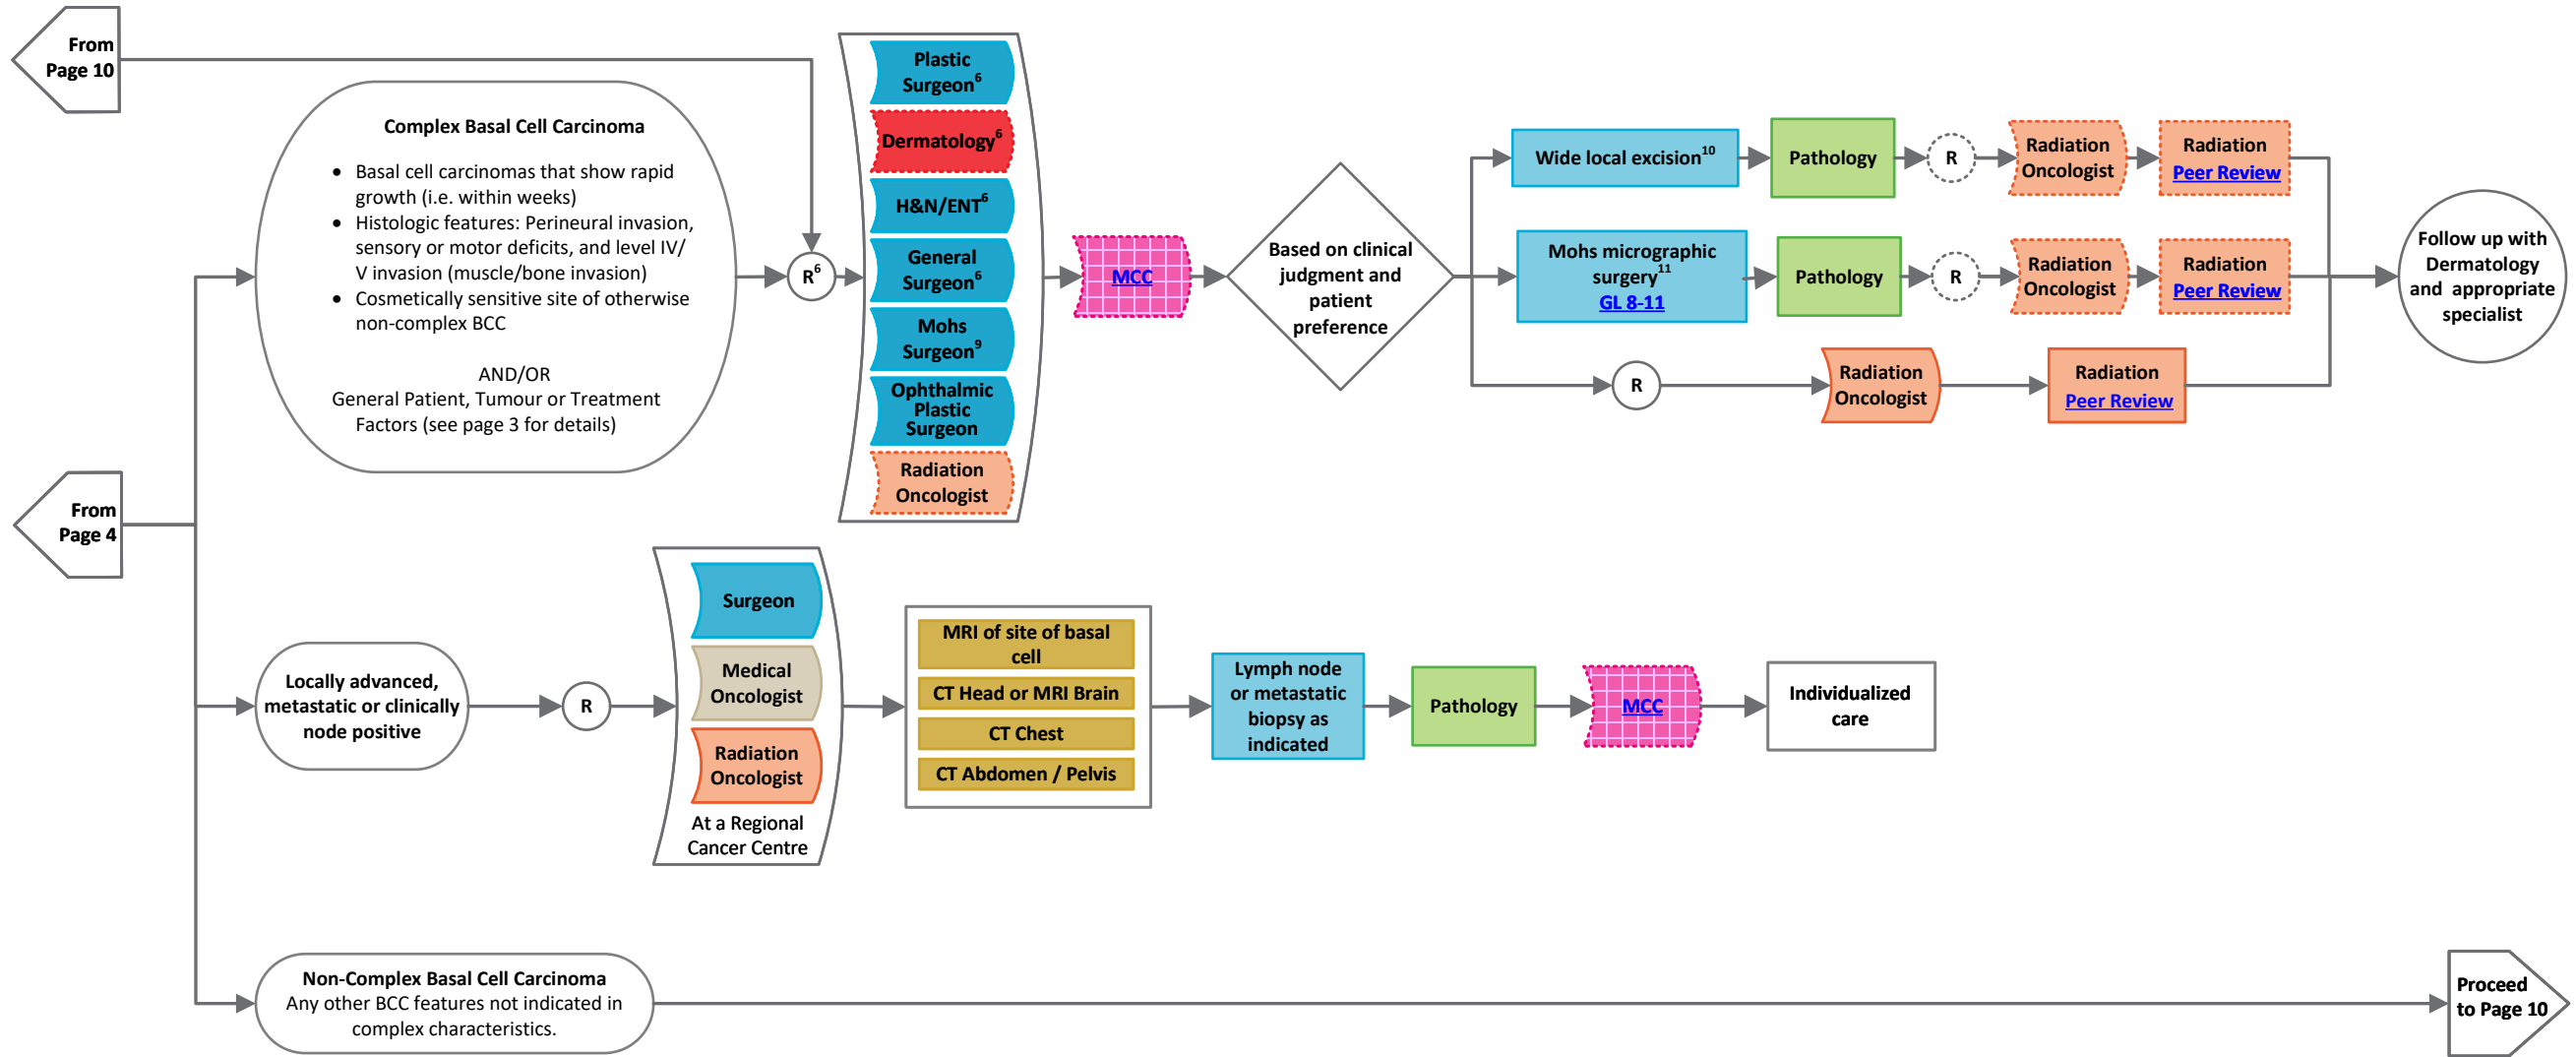 From
Page 10
Complex Basal Cell Carcinoma
• Basal cell carcinomas that show rapid
growth (i.e. within weeks)
• Histologic features: Perineural invasion,
sensory or motor deficits, and level IV/
V invasion (muscle/bone invasion)
• Cosmetically sensitive site of otherwise
non-complex BCC
AND/OR
General Patient, Tumour or Treatment
Factors (see page 3 for details)
R6
Plastic
Surgeon6
Dermatology6
H&N/ENT6
General
Surgeon6
Mohs
Surgeon9
Ophthalmic
Plastic
Surgeon
Radiation
Oncologist
MCC
Based on clinical
judgment and
patient
preference
Wide local excision10
Pathology
R
Radiation
Oncologist
Radiation
Peer Review
Mohs micrographic
surgery11
GL 8-11
Pathology
R
Radiation
Oncologist
Radiation
Peer Review
R
Radiation
Oncologist
Radiation
Peer Review
Follow up with
Dermatology
and appropriate
specialist
From
Page 4
Locally advanced,
metastatic or clinically
node positive
R
Surgeon
Medical
Oncologist
Radiation
Oncologist
At a Regional
Cancer Centre
MRI of site of basal
cell
CT Head or MRI Brain
CT Chest
CT Abdomen / Pelvis
Lymph node
or metastatic
biopsy as
indicated
Pathology
MCC
Individualized
care
Non-Complex Basal Cell Carcinoma
Any other BCC features not indicated in
complex characteristics.
Proceed
to Page 10